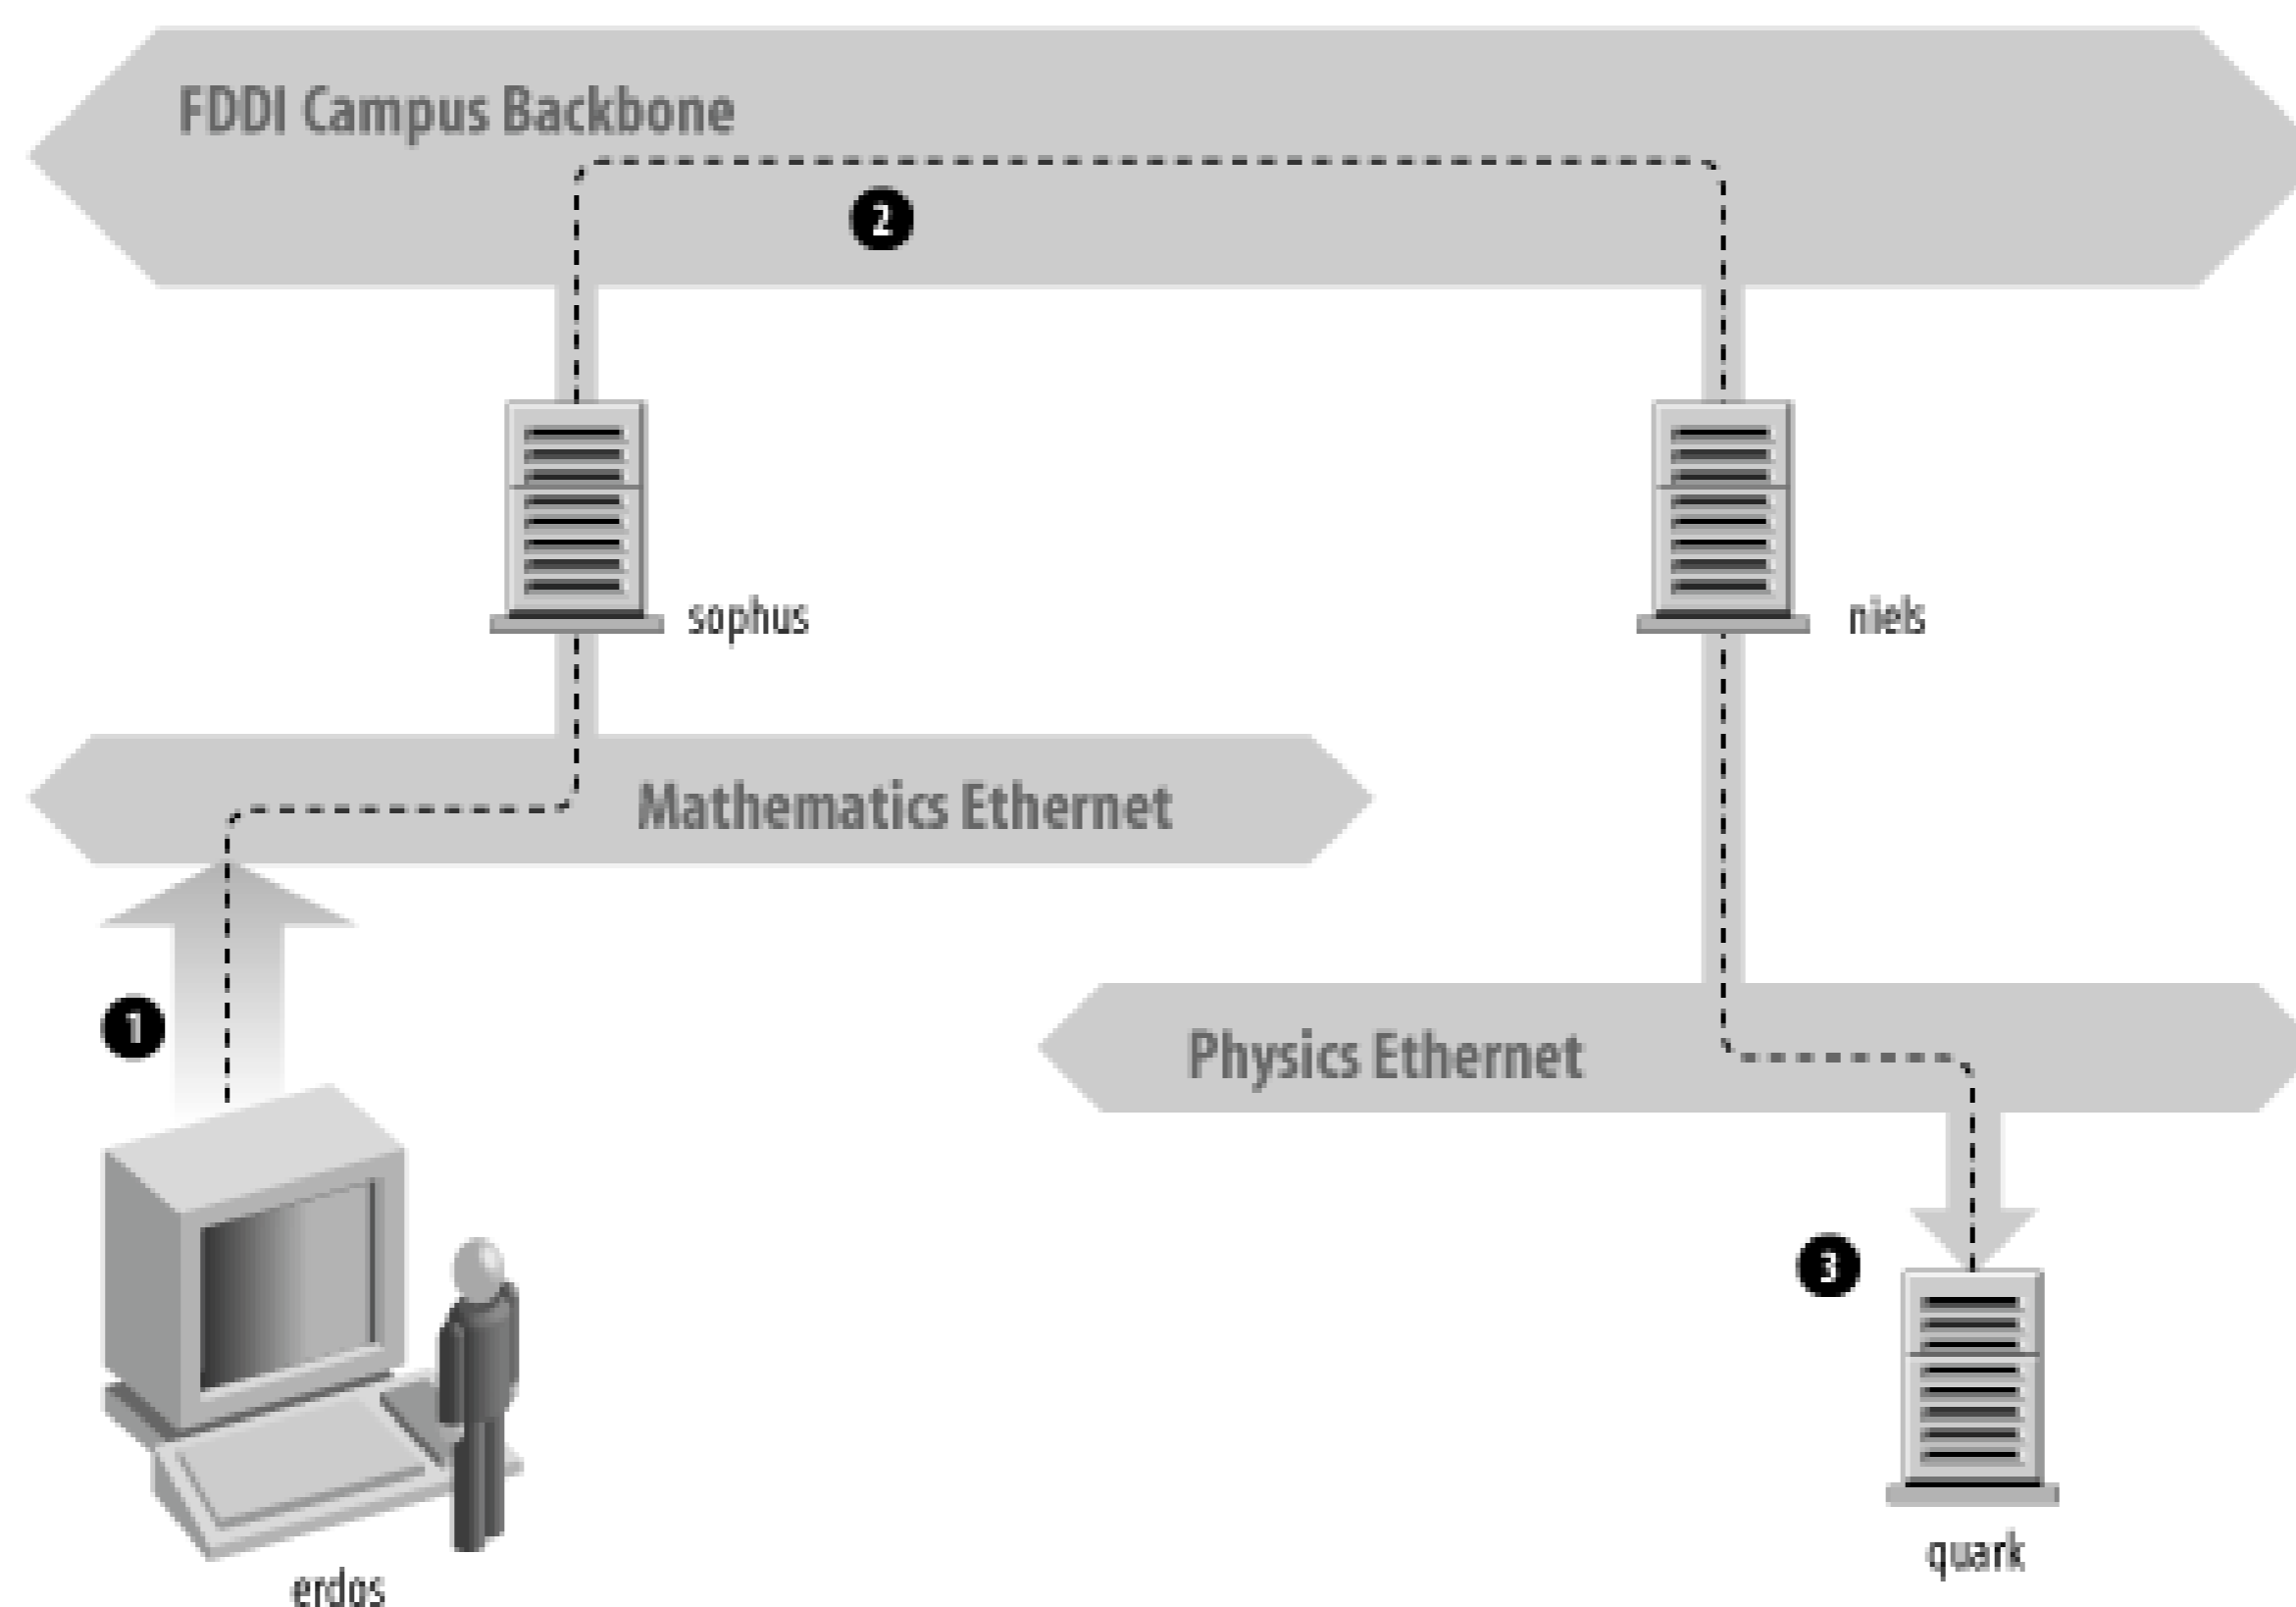 FDDI Campus Backbone
2
sophus
niels
Mathematics Ethernet
1
Physics Ethernet
3
quark
erdos